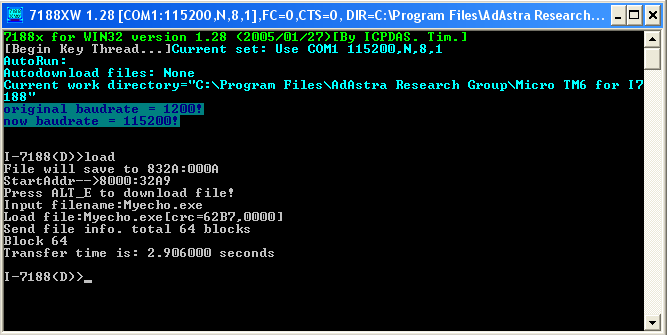 7188XW 1.28 [COM1:115200,N,8,1],FC=0,CTS=0, DIR=C:\Program Files\AdAstra Research...
7188x for WIN32 version 1.28 (2005/01/27)[By ICPDAS. Tim.]
[Begin Key Thread...]Current set: Use COM1 115200,N,8,1
AutoRun:
Autodownload files: None
Current work directory="C:\Program Files\AdAstra Research Group\Micro TM6 for I7
188"
original baudrate = 1200!
now baudrate = 115200!
I-7188(D)>load
File will save to 832A:000A
StartAddr-->8000:32A9
Press ALT_E to download file!
Input filename:Myecho.exe
Load file:Myecho.exe[crc=62B7,0000]
Send file info. total 64 blocks
Block 64
Transfer time is: 2.906000 seconds
I-7188(D)>_